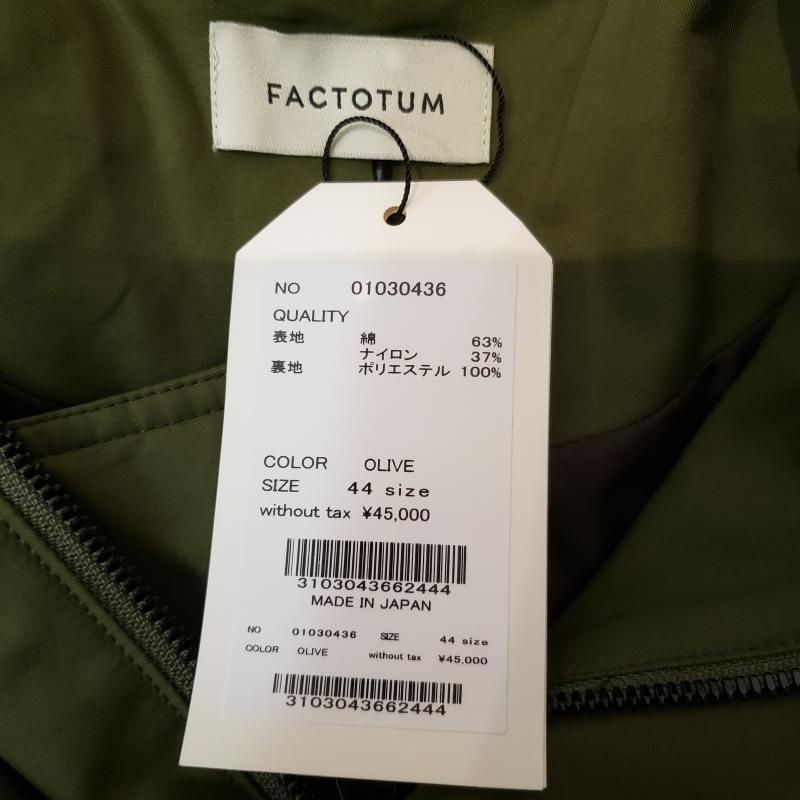 FACTOTUM
NO 01030436
QUALITY
表地 綿 63%
ナイロン 37%
裏地 ポリエステル 100%
COLOR OLIVE
SIZE 44 size
without tax ¥45,000
3103043662444
MADE IN JAPAN
NO 01030436 SIZE 44 size
COLOR OLIVE without tax ¥45,000
3103043662444